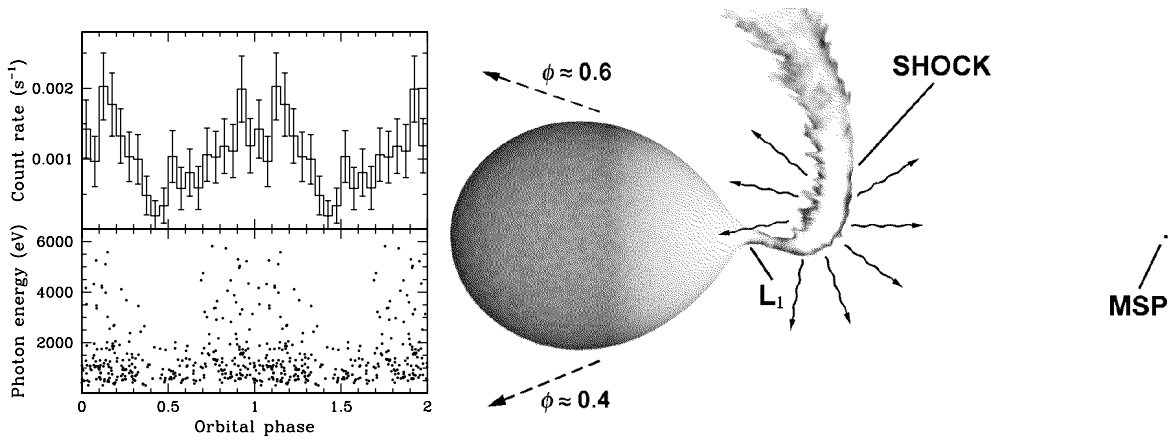 Count rate (s⁻¹)
0.002
0.001
Photon energy (eV)
6000
4000
2000
0
0.5
1
1.5
2
Orbital phase
ϕ ≈ 0.6
SHOCK
L₁
MSP
ϕ ≈ 0.4